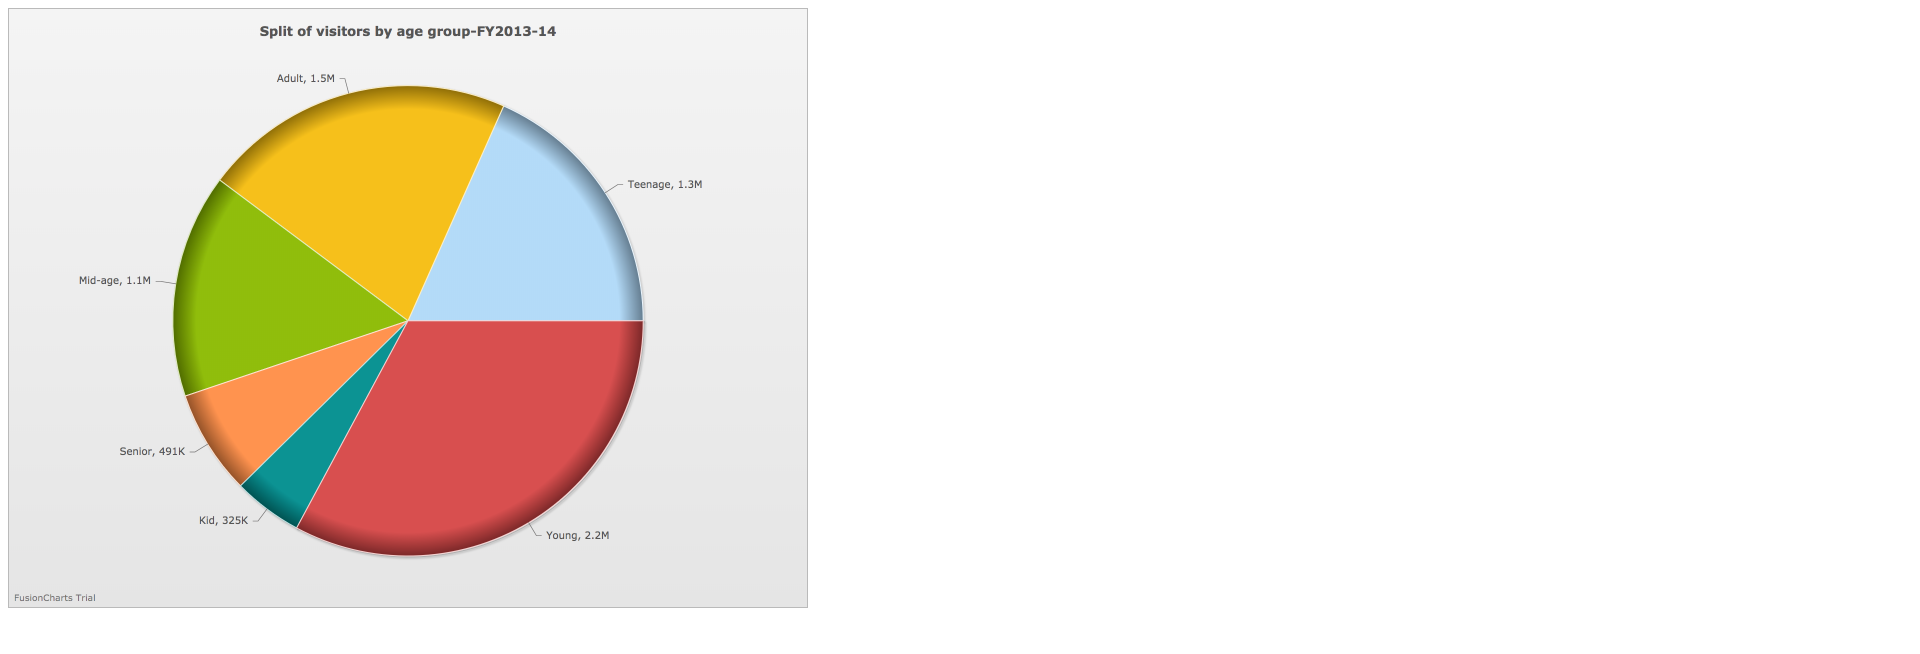 Split of visitors by age group-FY2013-14
Adult, 1.5M
Teenage, 1.3M
Mid-age, 1.1M
Senior, 491K
Kid, 325K
Young, 2.2M
FusionCharts Trial